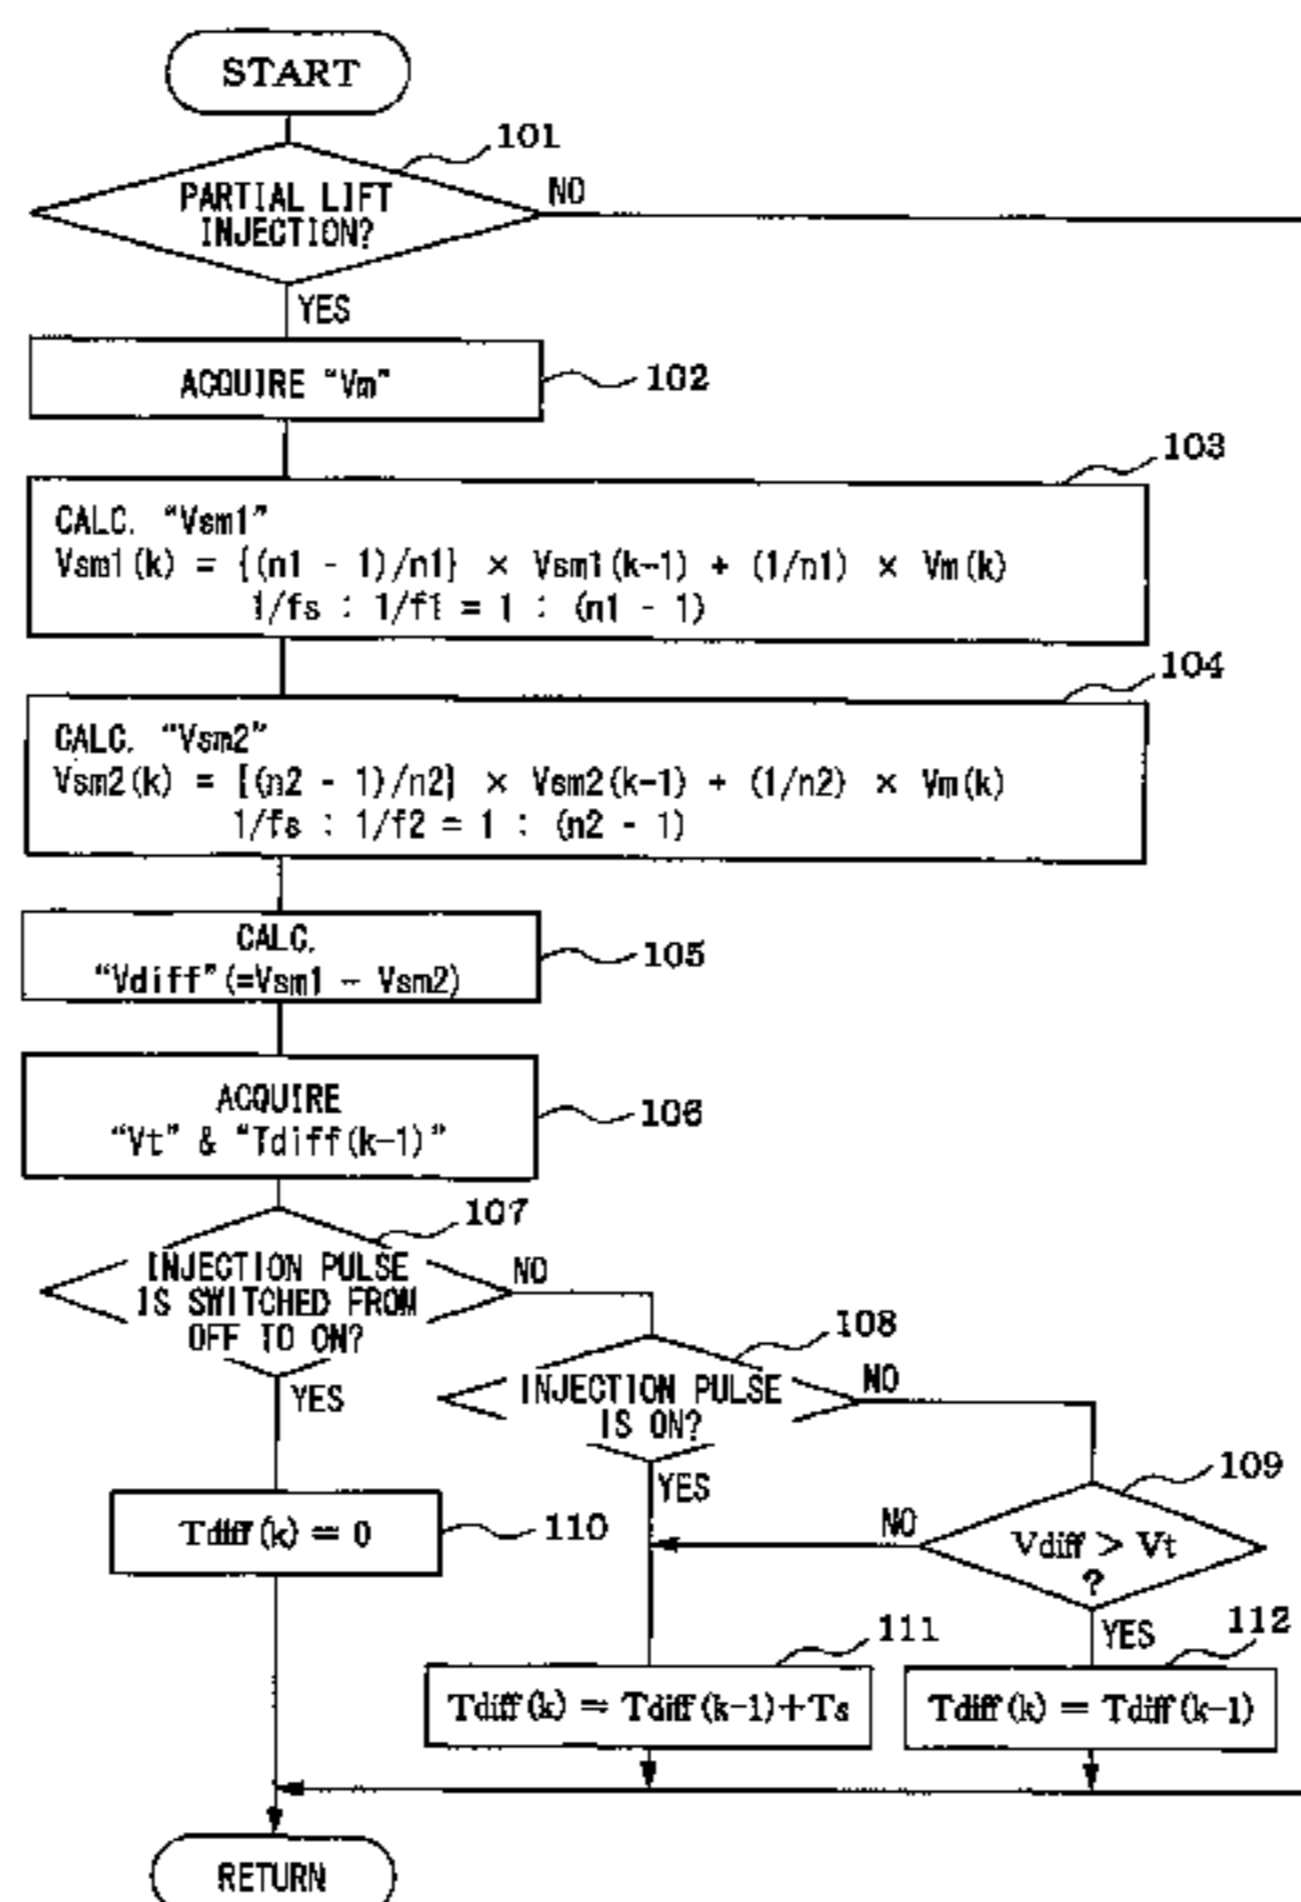 START
101
PARTIAL LIFT
INJECTION?
NO
YES
ACQUIRE “Vm”
102
103
CALC. “Vsm1”
Vsm1(k) = {(n1 - 1)/n1} × Vsm1(k-1) + (1/n1) × Vm(k)
1/fs : 1/f1 = 1 : (n1 - 1)
104
CALC. “Vsm2”
Vsm2(k) = [(n2 - 1)/n2] × Vsm2(k-1) + (1/n2) × Vm(k)
1/fs : 1/f2 = 1 : (n2 - 1)
CALC.
“Vdiff”(=Vsm1 - Vsm2)
105
ACQUIRE
“Vt” & “Tdiff(k-1)”
106
107
INJECTION PULSE
IS SWITCHED FROM
OFF TO ON?
NO
YES
108
INJECTION PULSE
IS ON?
NO
YES
109
Vdiff > Vt
?
NO
YES
Tdiff(k) = 0
110
111
Tdiff(k) = Tdiff(k-1)+Ts
112
Tdiff(k) = Tdiff(k-1)
RETURN